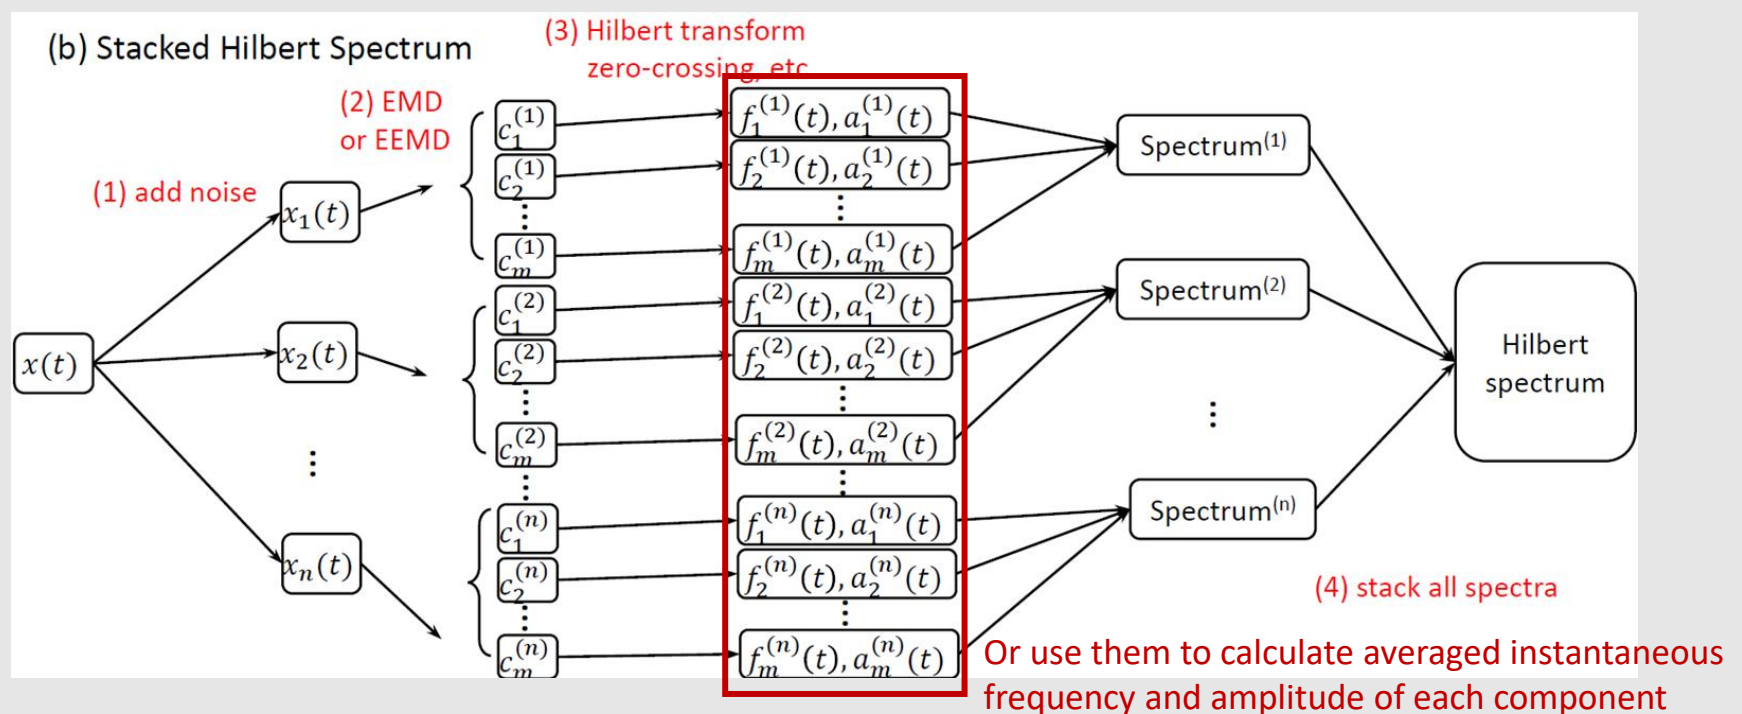 (b) Stacked Hilbert Spectrum
(1) add noise
(2) EMD
or EEMD
(3) Hilbert transform
zero-crossing, etc
x(t)
x₁(t)
x₂(t)
⋮
xₙ(t)
c₁⁽¹⁾
c₂⁽¹⁾
⋮
cₘ⁽¹⁾
c₁⁽²⁾
c₂⁽²⁾
⋮
cₘ⁽²⁾
⋮
c₁⁽ⁿ⁾
c₂⁽ⁿ⁾
⋮
cₘ⁽ⁿ⁾
f₁⁽¹⁾(t), a₁⁽¹⁾(t)
f₂⁽¹⁾(t), a₂⁽¹⁾(t)
⋮
fₘ⁽¹⁾(t), aₘ⁽¹⁾(t)
f₁⁽²⁾(t), a₁⁽²⁾(t)
f₂⁽²⁾(t), a₂⁽²⁾(t)
⋮
fₘ⁽²⁾(t), aₘ⁽²⁾(t)
⋮
f₁⁽ⁿ⁾(t), a₁⁽ⁿ⁾(t)
f₂⁽ⁿ⁾(t), a₂⁽ⁿ⁾(t)
⋮
fₘ⁽ⁿ⁾(t), aₘ⁽ⁿ⁾(t)
Spectrum⁽¹⁾
Spectrum⁽²⁾
⋮
Spectrum⁽ⁿ⁾
Hilbert
spectrum
(4) stack all spectra
Or use them to calculate averaged instantaneous
frequency and amplitude of each component